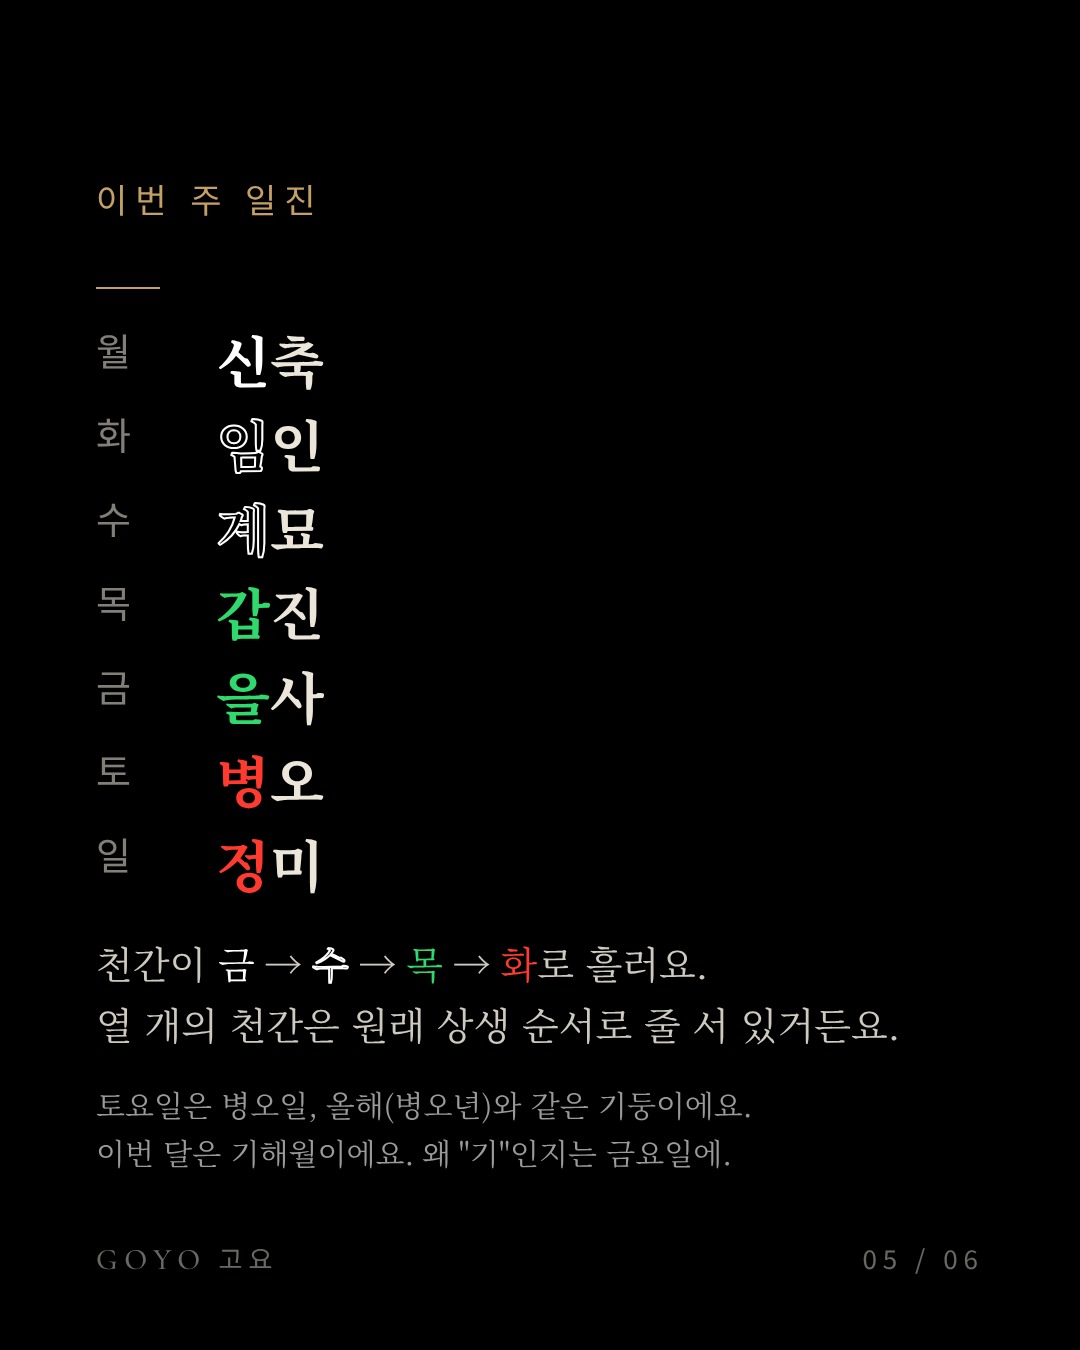 이번 주 일진
월 신축
화 임인
수 계묘
목 갑진
금 을사
토 병오
일 정미
천간이 금 → 수 → 목 → 화로 흘러요.
열 개의 천간은 원래 상생 순서로 줄 서 있거든요.
토요일은 병오일, 올해(병오년)와 같은 기둥이에요.
이번 달은 기해월이에요. 왜 "기"인지는 금요일에.
GOYO 고요
05 / 06